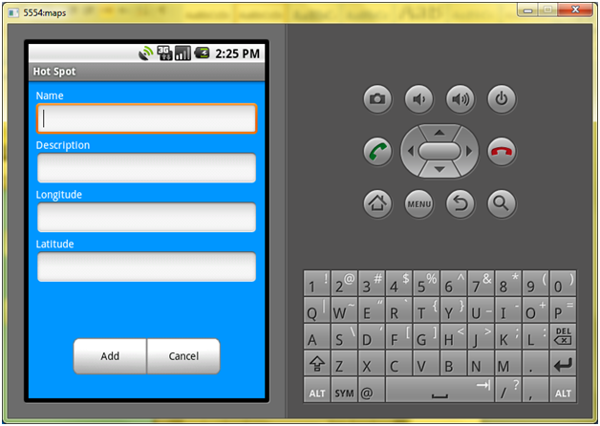 5554:maps
3G
2:25 PM
Hot Spot
Name
Description
Longitude
Latitude
Add Cancel
MENU
1 ! 2 @ 3 # 4 $ 5 % 6 ^ 7 & 8 * 9 ( 0 )
Q | W ~ E " R ` T { Y } U _ I - O + P =
A S \ D ' F [ G ] H < J > K ; L : DEL
Z X C V B N M .
ALT SYM @ / ? , ALT